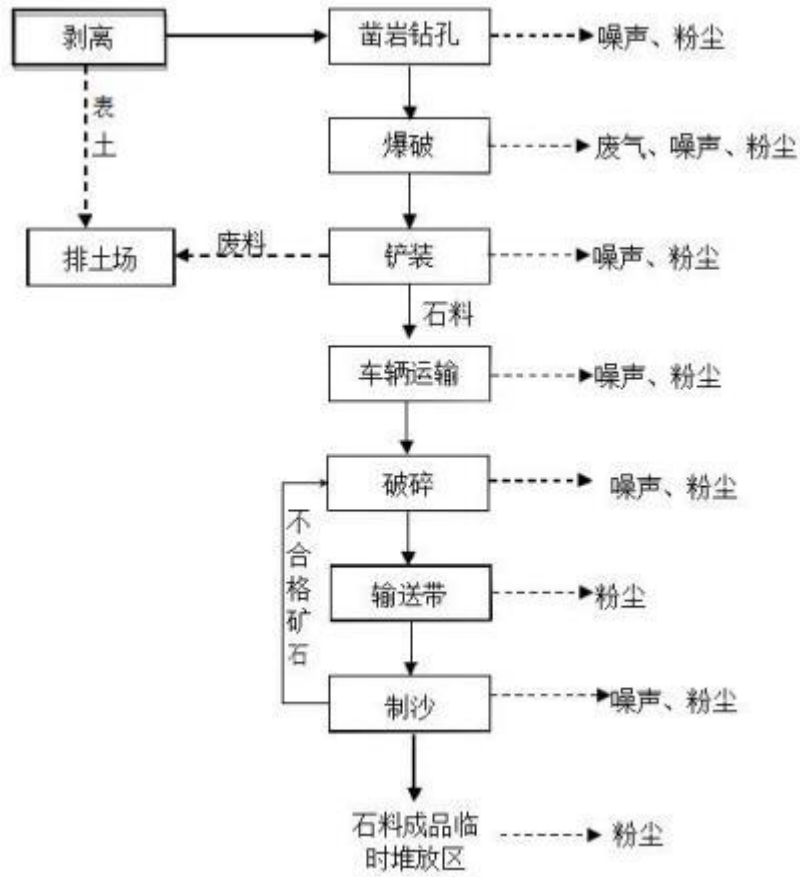 剥离
凿岩钻孔
噪声、粉尘
表土
爆破
废气、噪声、粉尘
排土场
废料
铲装
噪声、粉尘
石料
车辆运输
噪声、粉尘
破碎
噪声、粉尘
不合格矿石
输送带
粉尘
制沙
噪声、粉尘
石料成品临
时堆放区
粉尘